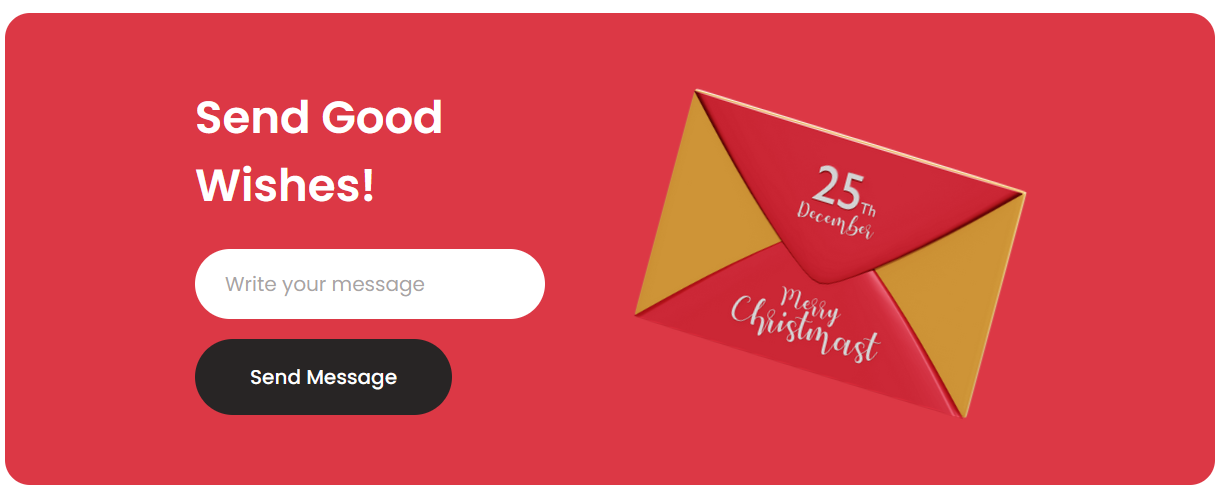 Send Good
Wishes!
Write your message
Send Message
25Th
December
Merry
Christmast